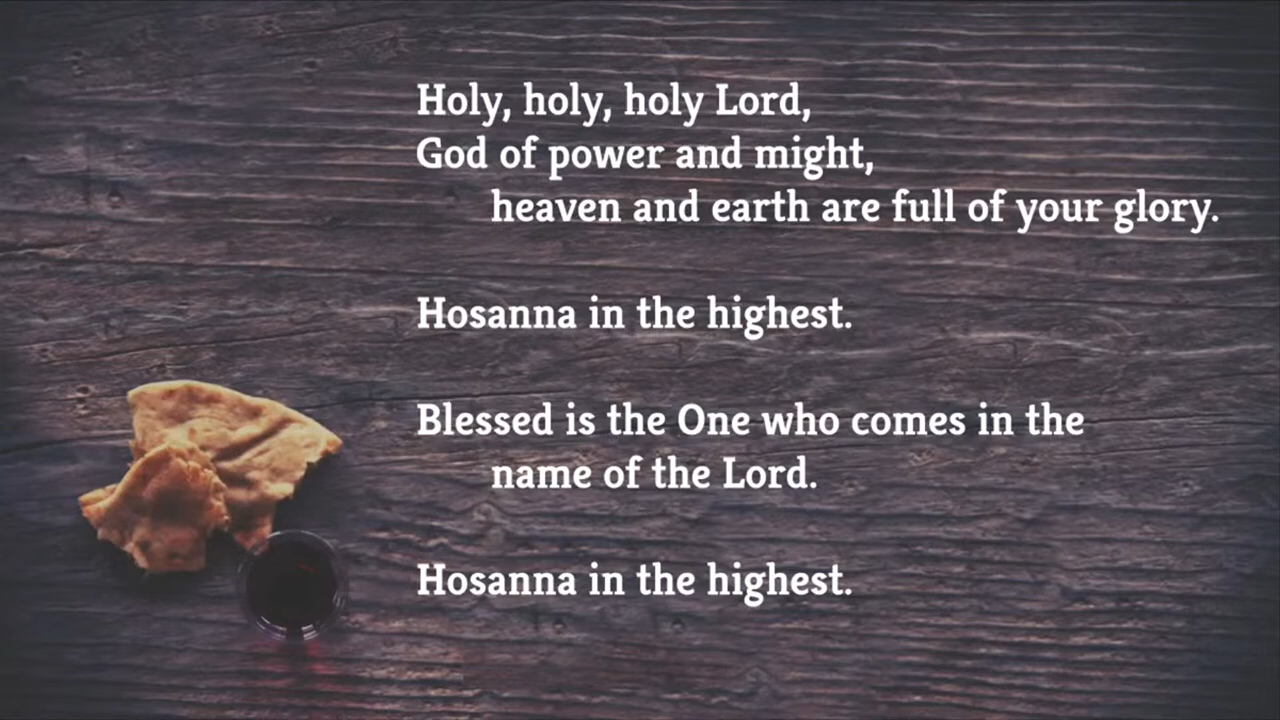 Holy, holy, holy Lord,
God of power and might,
heaven and earth are full of your glory.
Hosanna in the highest.
Blessed is the One who comes in the
name of the Lord.
Hosanna in the highest.